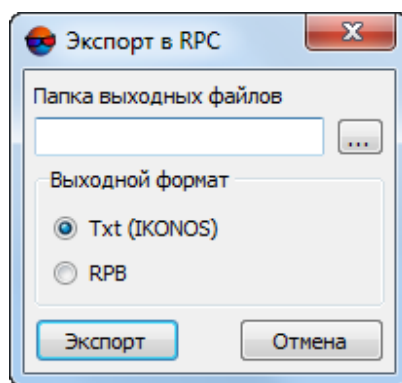 Экспорт в RPC
Папка выходных файлов
...
Выходной формат
Txt (IKONOS)
RPB
Экспорт
Отмена